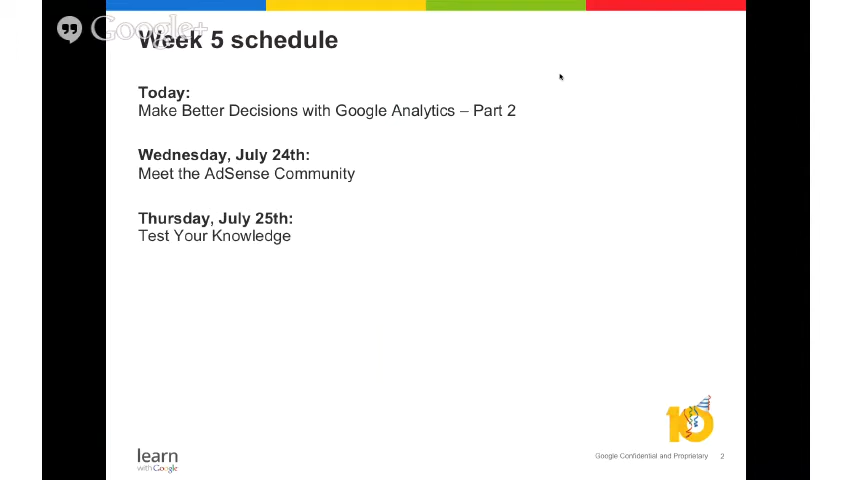 Google+
Week 5 schedule
Today:
Make Better Decisions with Google Analytics – Part 2
Wednesday, July 24th:
Meet the AdSense Community
Thursday, July 25th:
Test Your Knowledge
10
learn
with Google
Google Confidential and Proprietary 2